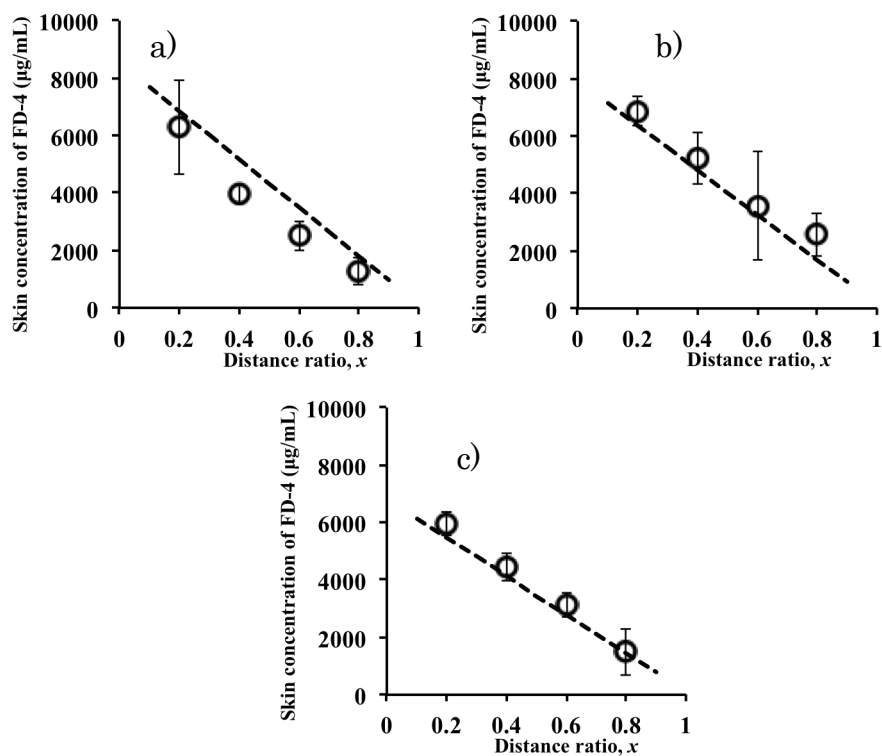 a)
Skin concentration of FD-4 (µg/mL)
10000
8000
6000
4000
2000
0
0 0.2 0.4 0.6 0.8 1
Distance ratio, x
b)
Skin concentration of FD-4 (µg/mL)
10000
8000
6000
4000
2000
0
0 0.2 0.4 0.6 0.8 1
Distance ratio, x
c)
Skin concentration of FD-4 (µg/mL)
10000
8000
6000
4000
2000
0
0 0.2 0.4 0.6 0.8 1
Distance ratio, x